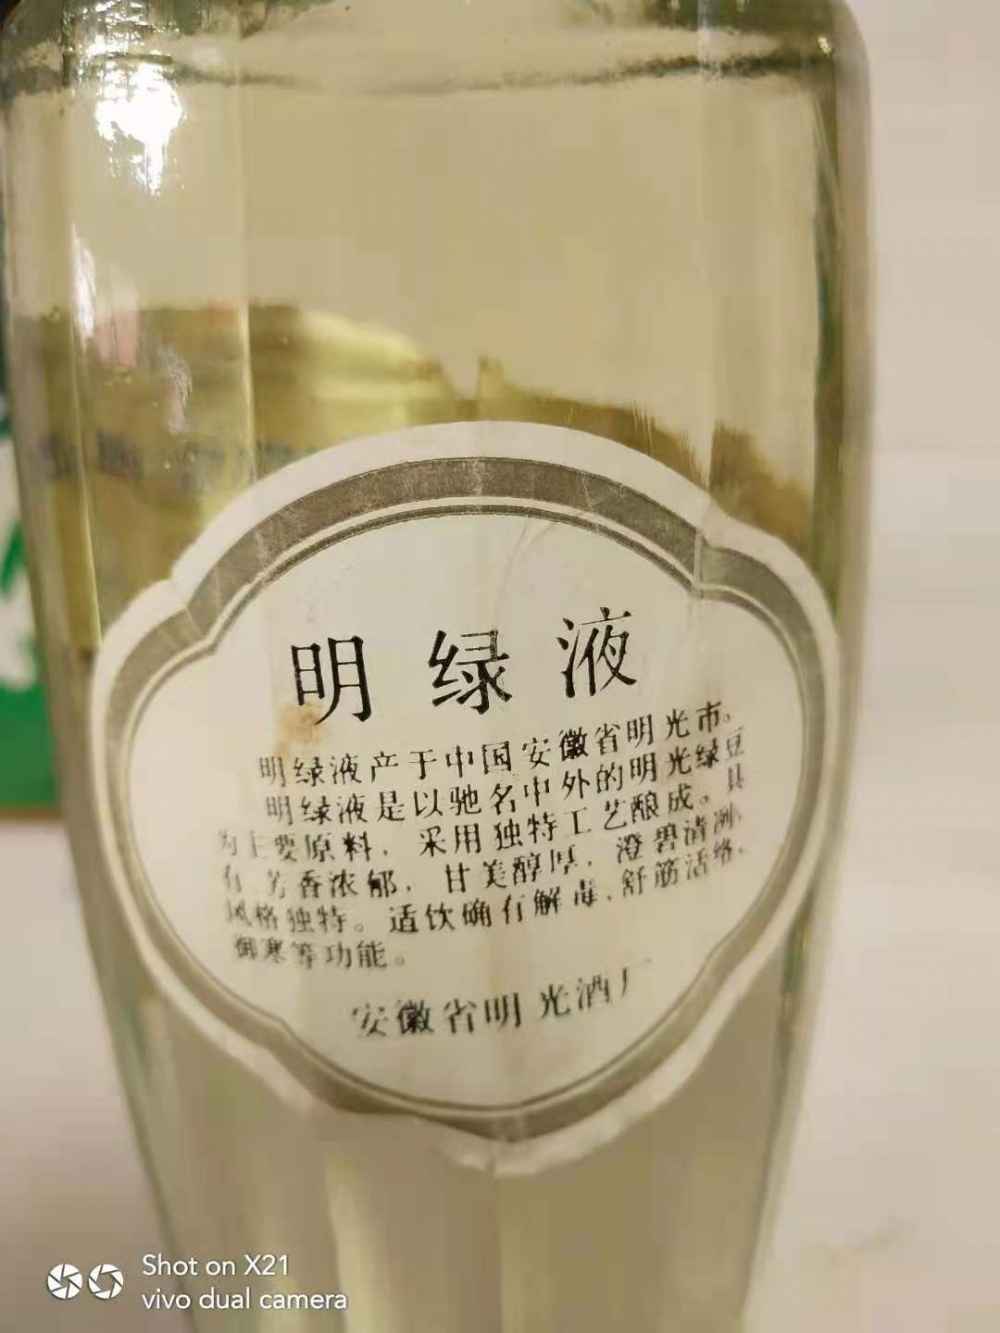 明绿液
明绿液产于中国安徽省明光市。
明绿液是以驰名中外的明光绿豆
为主要原料，采用独特工艺酿成。具
有芳香浓郁，甘美醇厚，澄碧清冽，
风格独特。适饮确有解毒、舒筋活络、
御寒等功能。
安徽省明光酒厂
Shot on X21
vivo dual camera